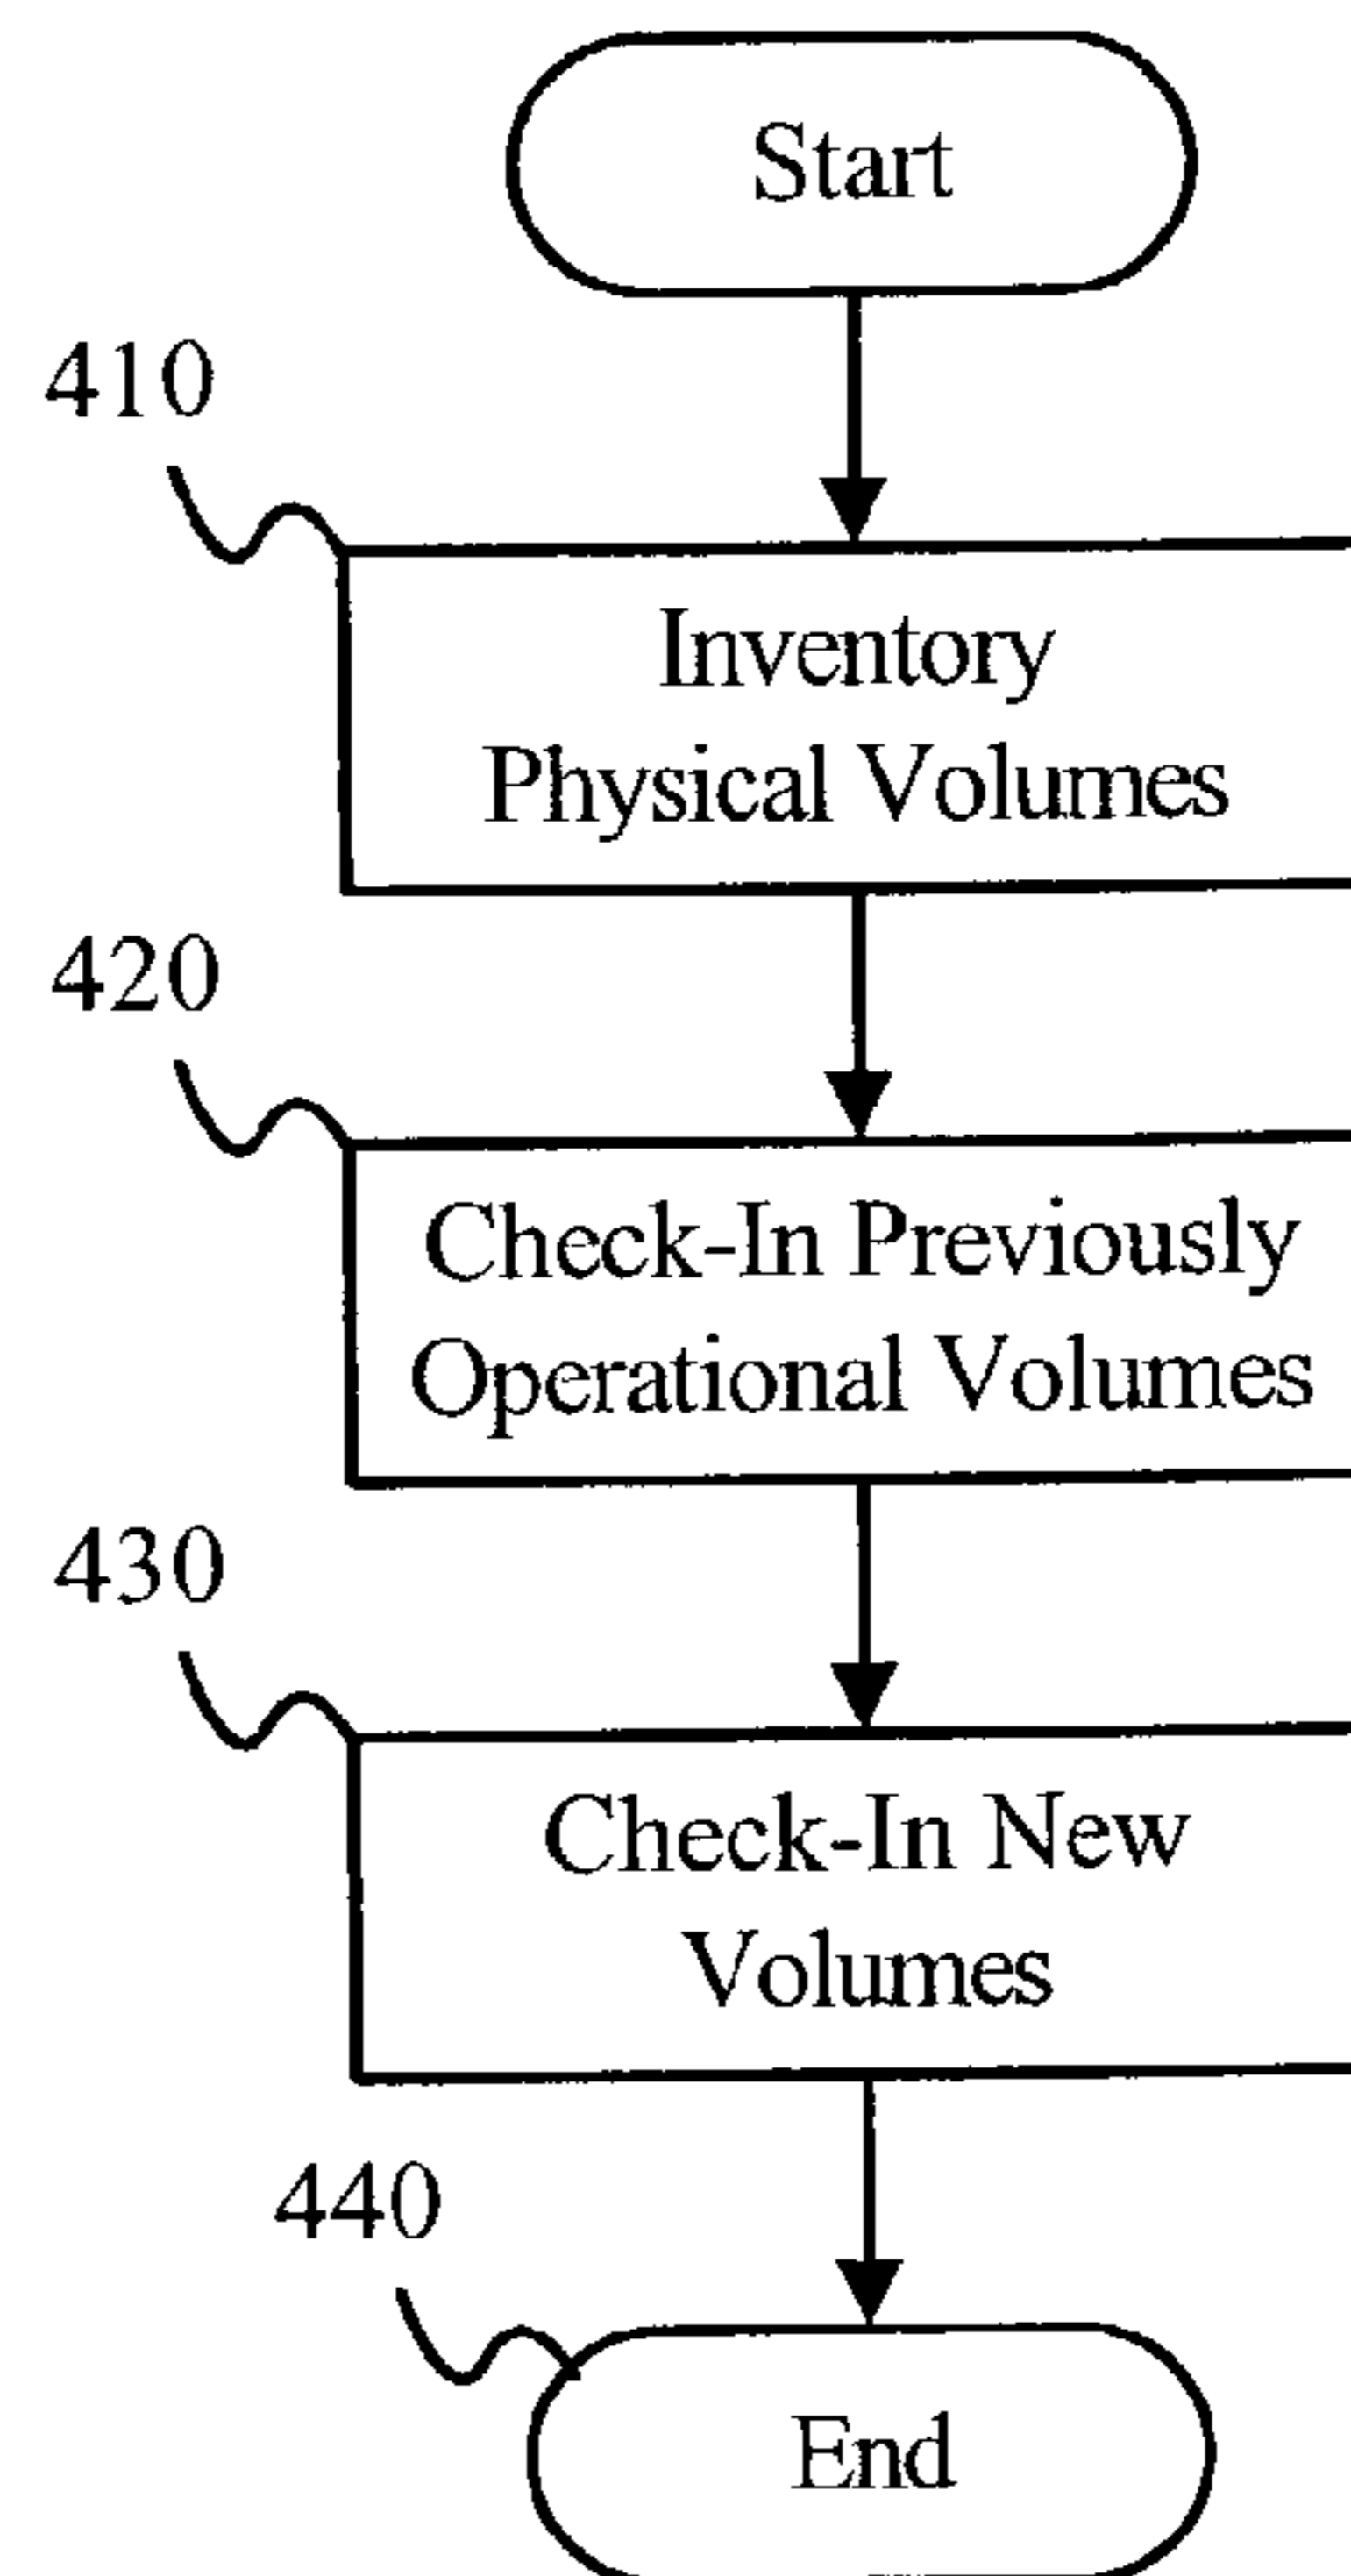 Start
410
Inventory
Physical Volumes
420
Check-In Previously
Operational Volumes
430
Check-In New
Volumes
440
End